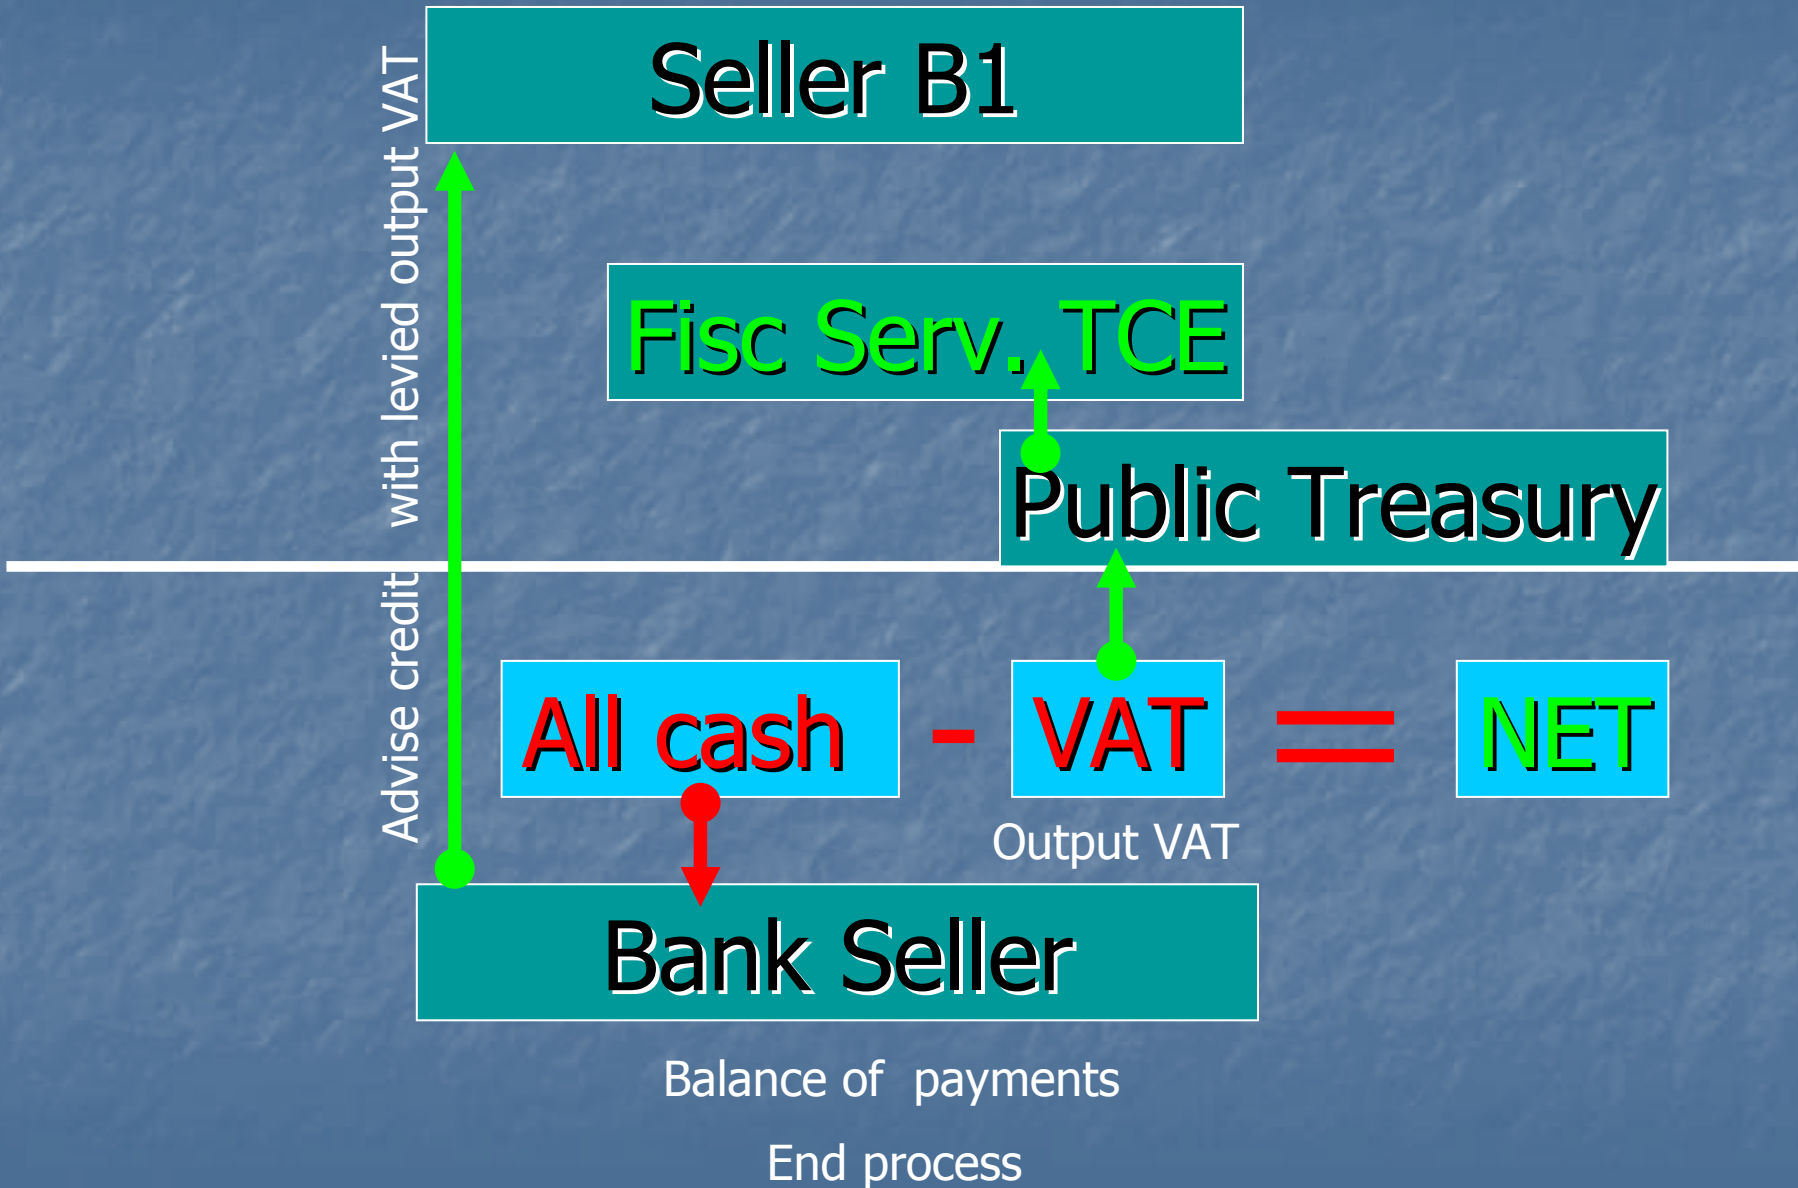 Seller B1
Advise credit with levied output VAT
Fisc Serv. TCE
Public Treasury
All cash - VAT = NET
Output VAT
Bank Seller
Balance of payments
End process